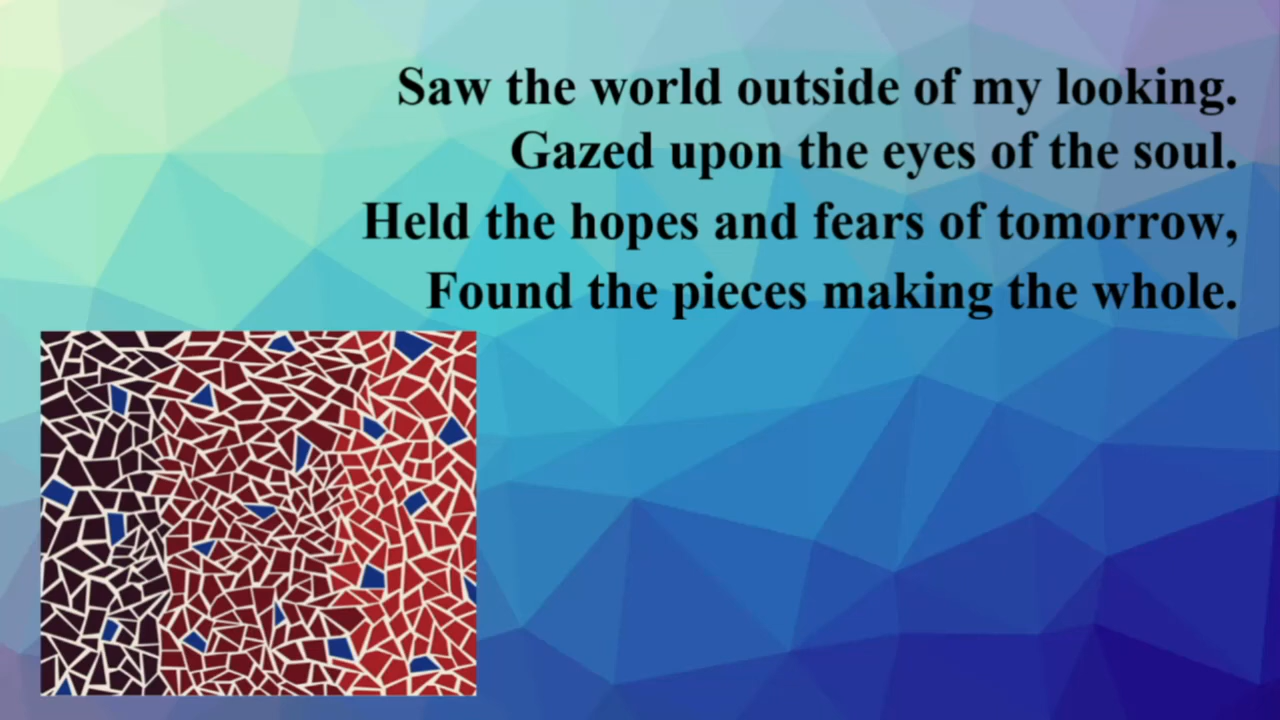 Saw the world outside of my looking.
Gazed upon the eyes of the soul.
Held the hopes and fears of tomorrow,
Found the pieces making the whole.